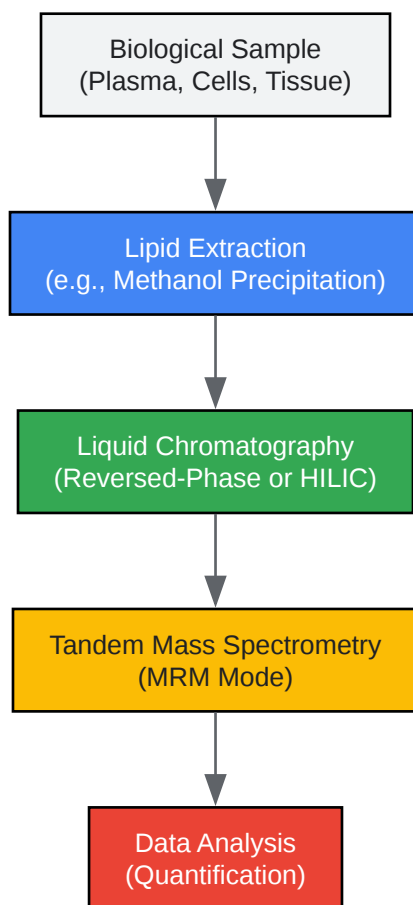 Biological Sample
(Plasma, Cells, Tissue)
Lipid Extraction
(e.g., Methanol Precipitation)
Liquid Chromatography
(Reversed-Phase or HILIC)
Tandem Mass Spectrometry
(MRM Mode)
Data Analysis
(Quantification)